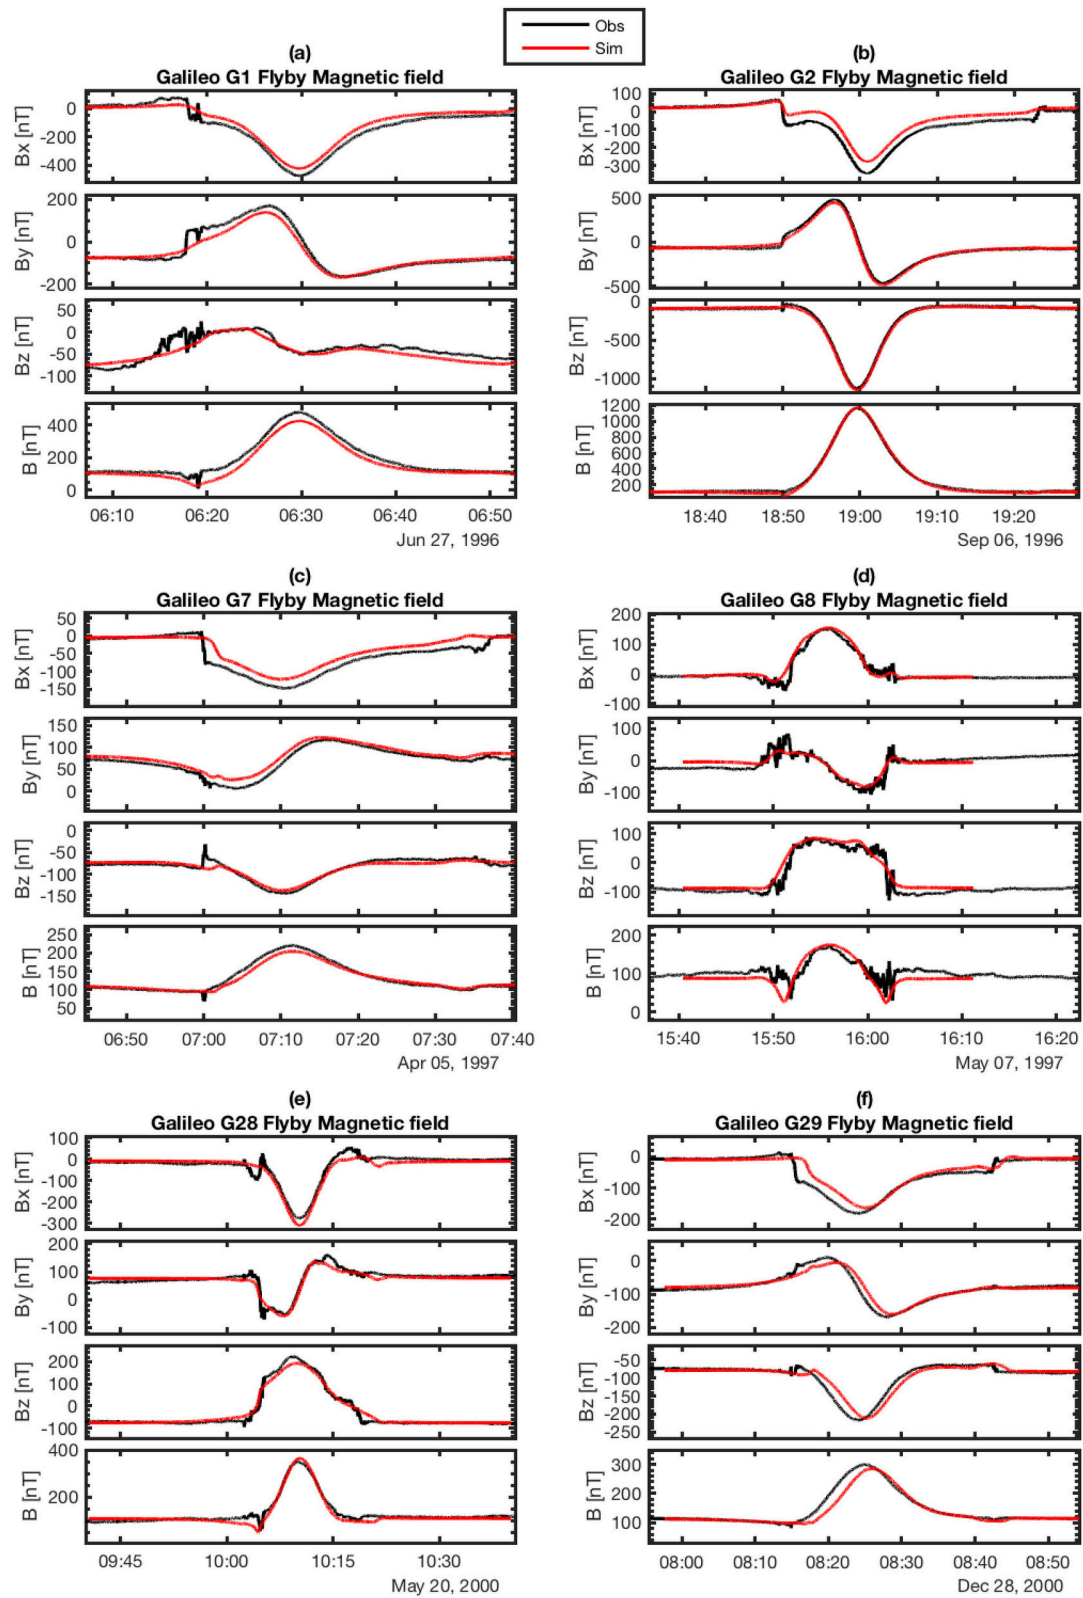 Obs
Sim
(a)
Galileo G1 Flyby Magnetic field
Bx [nT]
0
-200
-400
By [nT]
200
0
-200
Bz [nT]
50
0
-50
-100
B [nT]
400
200
0
06:10 06:20 06:30 06:40 06:50
Jun 27, 1996
(b)
Galileo G2 Flyby Magnetic field
Bx [nT]
100
0
-100
-200
-300
By [nT]
500
0
-500
Bz [nT]
0
-500
-1000
B [nT]
1200
1000
800
600
400
200
18:40 18:50 19:00 19:10 19:20
Sep 06, 1996
(c)
Galileo G7 Flyby Magnetic field
Bx [nT]
50
0
-50
-100
-150
By [nT]
150
100
50
0
Bz [nT]
0
-50
-100
-150
B [nT]
250
200
150
100
50
06:50 07:00 07:10 07:20 07:30 07:40
Apr 05, 1997
(d)
Galileo G8 Flyby Magnetic field
Bx [nT]
200
100
0
-100
By [nT]
100
0
-100
Bz [nT]
100
0
-100
B [nT]
200
100
0
15:40 15:50 16:00 16:10 16:20
May 07, 1997
(e)
Galileo G28 Flyby Magnetic field
Bx [nT]
100
0
-100
-200
-300
By [nT]
200
100
0
-100
Bz [nT]
200
100
0
-100
B [nT]
400
200
09:45 10:00 10:15 10:30
May 20, 2000
(f)
Galileo G29 Flyby Magnetic field
Bx [nT]
0
-100
-200
By [nT]
0
-100
-200
Bz [nT]
-50
-100
-150
-200
-250
B [nT]
300
200
100
08:00 08:10 08:20 08:30 08:40 08:50
Dec 28, 2000